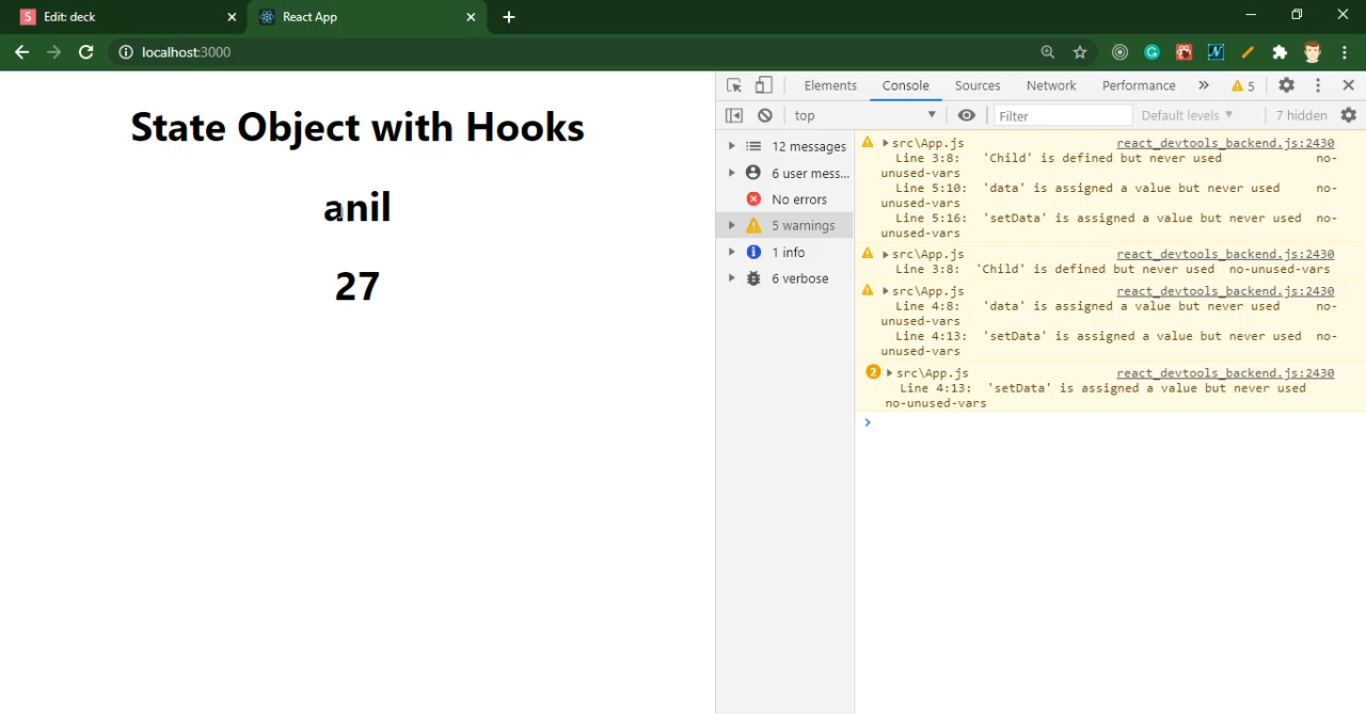 S Edit: deck
React App
localhost:3000
State Object with Hooks
anil
27
Elements Console Sources Network Performance » 5
top Filter Default levels ▼ 7 hidden
12 messages
6 user mess...
No errors
5 warnings
1 info
6 verbose
src\App.js react_devtools_backend.js:2430
Line 3:8: 'Child' is defined but never used no-
unused-vars
Line 5:10: 'data' is assigned a value but never used no-
unused-vars
Line 5:16: 'setData' is assigned a value but never used no-
unused-vars
src\App.js react_devtools_backend.js:2430
Line 3:8: 'Child' is defined but never used no-unused-vars
src\App.js react_devtools_backend.js:2430
Line 4:8: 'data' is assigned a value but never used no-
unused-vars
Line 4:13: 'setData' is assigned a value but never used no-
unused-vars
2 src\App.js react_devtools_backend.js:2430
Line 4:13: 'setData' is assigned a value but never used
no-unused-vars